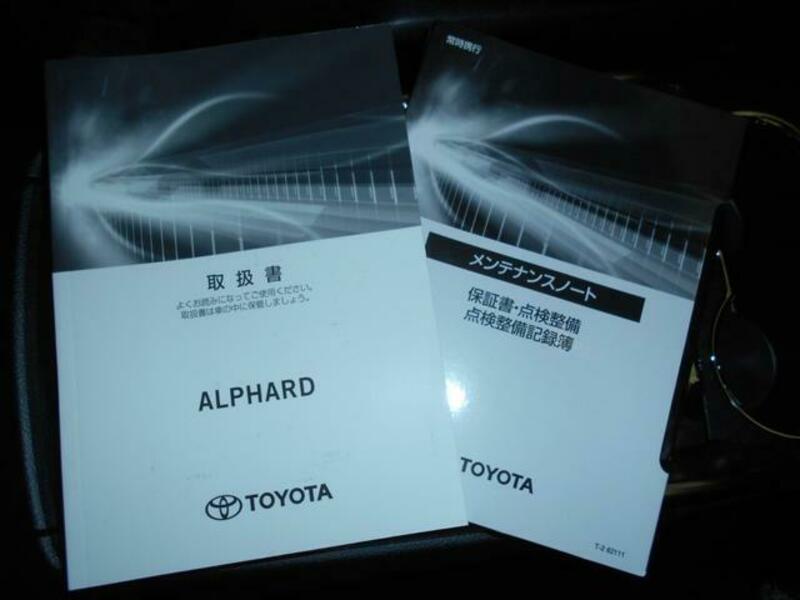 取扱書
よくお読みになってご使用ください。
取扱書は車の中に保管しましょう。
ALPHARD
TOYOTA
常時携行
メンテナンスノート
保証書・点検整備
点検整備記録簿
TOYOTA
T-2 62111